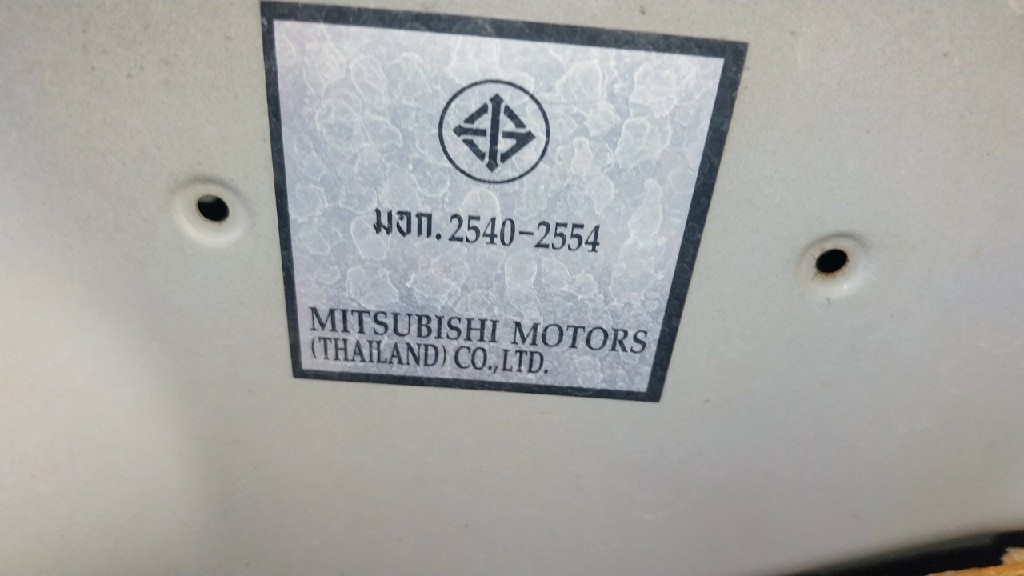 มอก. 2540-2554
MITSUBISHI MOTORS
(THAILAND) CO., LTD.